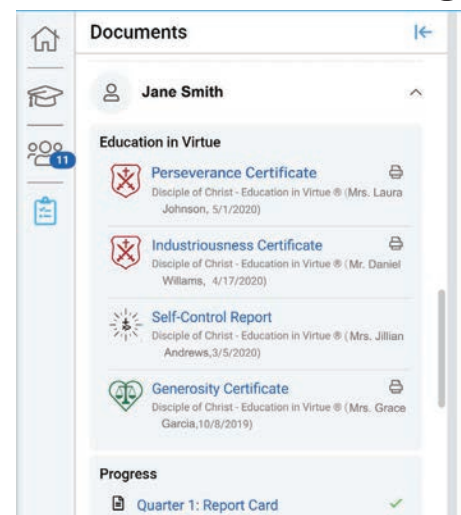 Documents
Jane Smith
11
Education in Virtue
Perseverance Certificate
Disciple of Christ - Education in Virtue ® (Mrs. Laura
Johnson, 5/1/2020)
Industriousness Certificate
Disciple of Christ - Education in Virtue ® (Mr. Daniel
Willams, 4/17/2020)
Self-Control Report
Disciple of Christ - Education in Virtue ® (Mrs. Jillian
Andrews,3/5/2020)
Generosity Certificate
Disciple of Christ - Education in Virtue ® (Mrs. Grace
Garcia,10/8/2019)
Progress
Quarter 1: Report Card